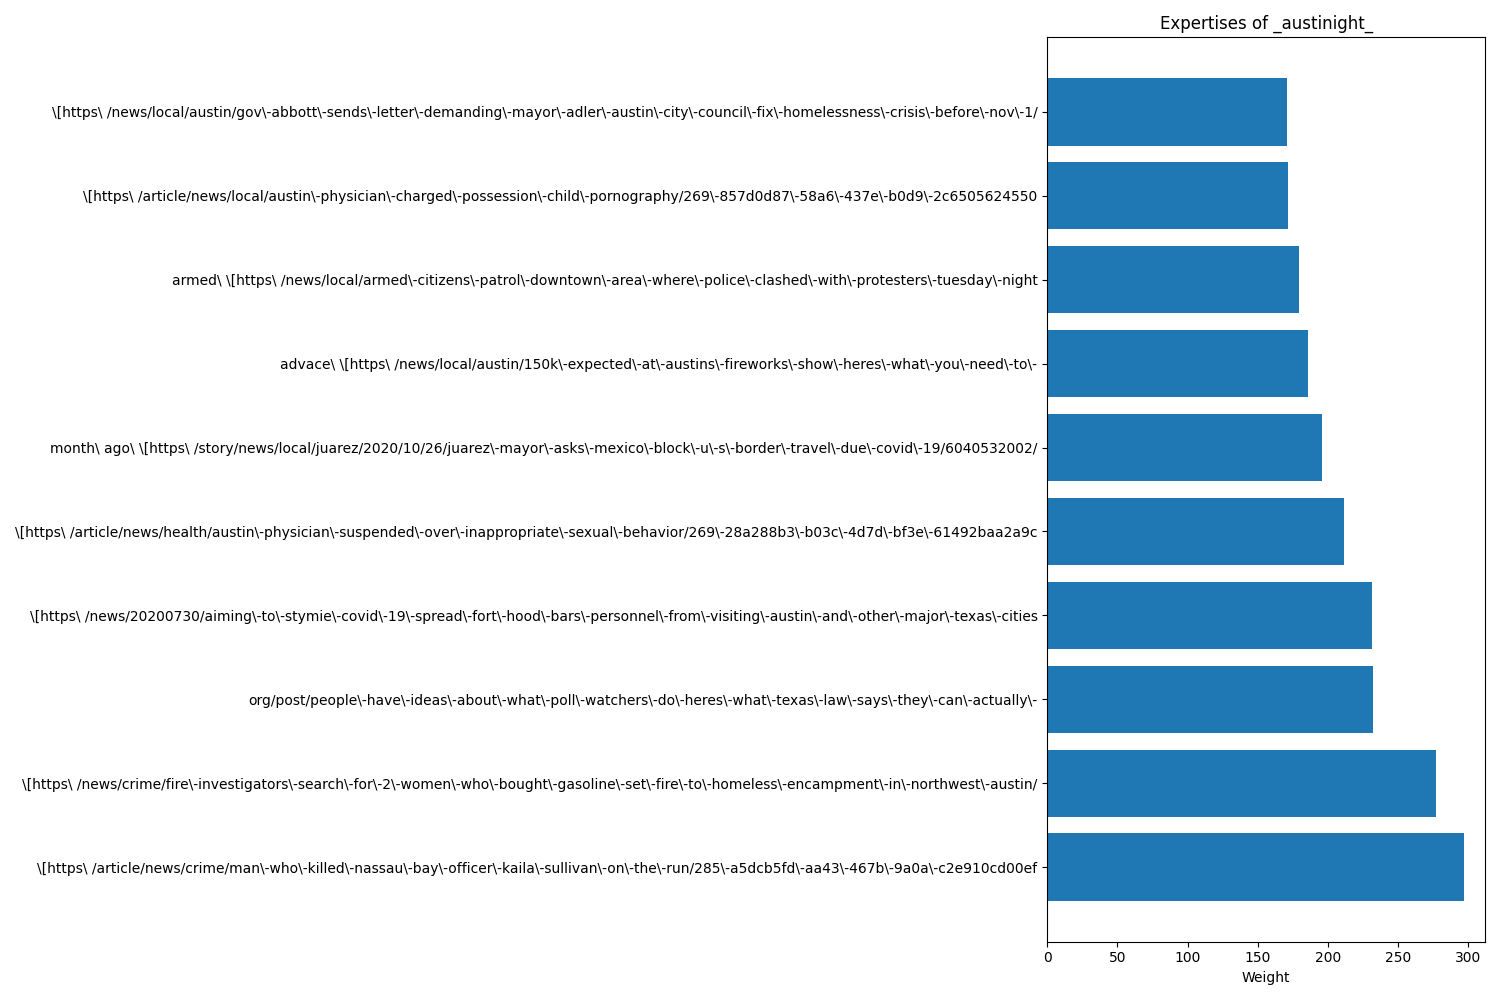 Expertises of _austinight_
\[https\ /news/local/austin/gov\-abbott\-sends\-letter\-demanding\-mayor\-adler\-austin\-city\-council\-fix\-homelessness\-crisis\-before\-nov\-1/
\[https\ /article/news/local/austin\-physician\-charged\-possession\-child\-pornography/269\-857d0d87\-58a6\-437e\-b0d9\-2c6505624550
armed\ \[https\ /news/local/armed\-citizens\-patrol\-downtown\-area\-where\-police\-clashed\-with\-protesters\-tuesday\-night
advace\ \[https\ /news/local/austin/150k\-expected\-at\-austins\-fireworks\-show\-heres\-what\-you\-need\-to\-
month\ ago\ \[https\ /story/news/local/juarez/2020/10/26/juarez\-mayor\-asks\-mexico\-block\-u\-s\-border\-travel\-due\-covid\-19/6040532002/
\[https\ /article/news/health/austin\-physician\-suspended\-over\-inappropriate\-sexual\-behavior/269\-28a288b3\-b03c\-4d7d\-bf3e\-61492baa2a9c
\[https\ /news/20200730/aiming\-to\-stymie\-covid\-19\-spread\-fort\-hood\-bars\-personnel\-from\-visiting\-austin\-and\-other\-major\-texas\-cities
org/post/people\-have\-ideas\-about\-what\-poll\-watchers\-do\-heres\-what\-texas\-law\-says\-they\-can\-actually\-
\[https\ /news/crime/fire\-investigators\-search\-for\-2\-women\-who\-bought\-gasoline\-set\-fire\-to\-homeless\-encampment\-in\-northwest\-austin/
\[https\ /article/news/crime/man\-who\-killed\-nassau\-bay\-officer\-kaila\-sullivan\-on\-the\-run/285\-a5dcb5fd\-aa43\-467b\-9a0a\-c2e910cd00ef
0 50 100 150 200 250 300
Weight